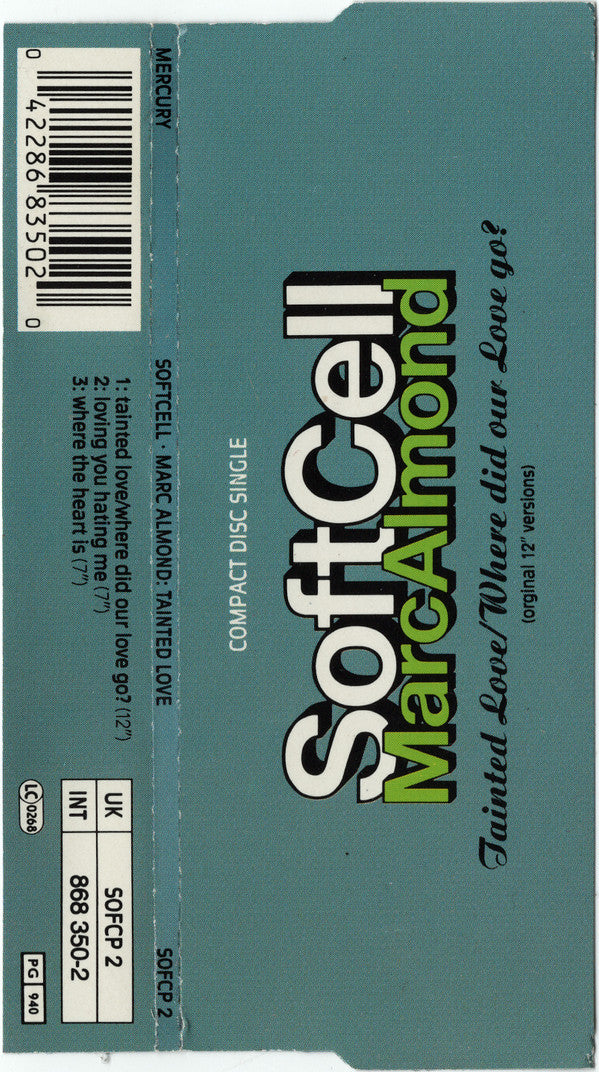 COMPACT DISC SINGLE
SoftCell
MarcAlmond
Tainted Love/Where did our Love go?
(orginal 12" versions)
SOFCP 2
SOFTCELL · MARC ALMOND: TAINTED LOVE
MERCURY
1: tainted love/where did our love go? (12")
2: loving you hating me (7")
3: where the heart is (7")
UK SOFCP 2
INT 868 350-2
LC 0268
PG 940
0 42286 83502 0